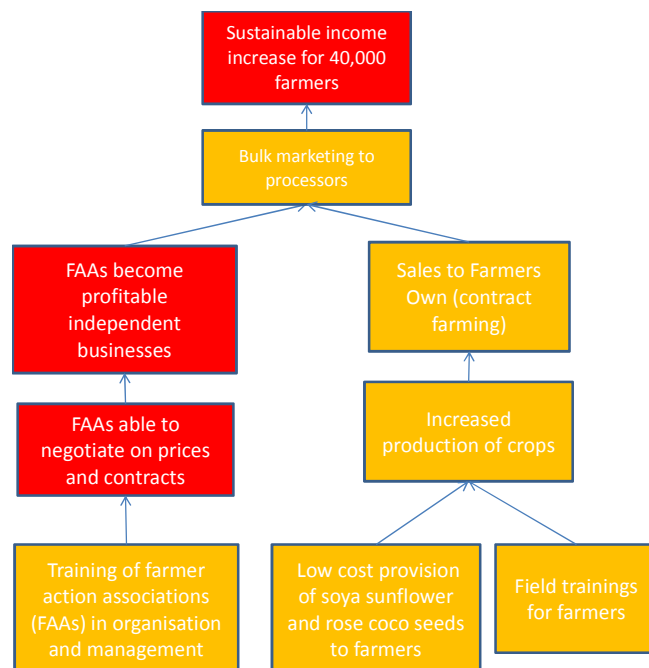 Sustainable income
increase for 40,000
farmers
Bulk marketing to
processors
FAAs become
profitable
independent
businesses
Sales to Farmers
Own (contract
farming)
FAAs able to
negotiate on prices
and contracts
Increased
production of crops
Training of farmer
action associations
(FAAs) in organisation
and management
Low cost provision
of soya sunflower
and rose coco seeds
to farmers
Field trainings
for farmers